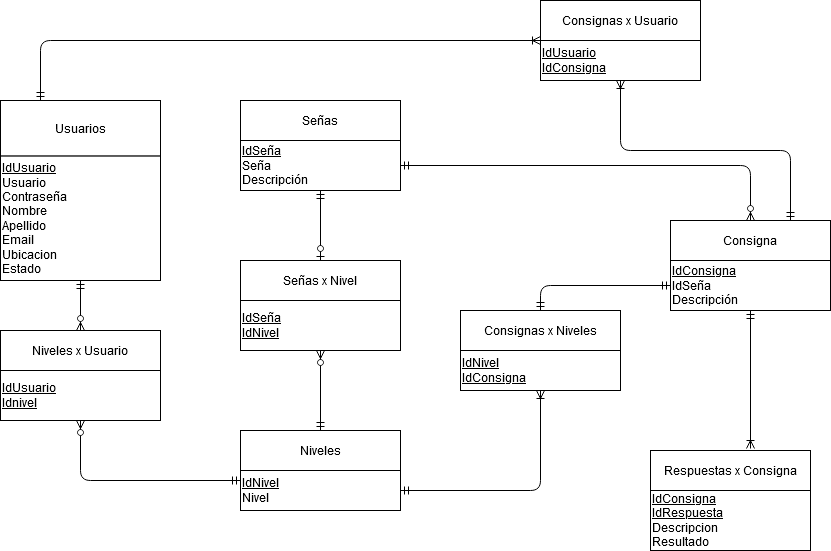 Consignas x Usuario
IdUsuario
IdConsigna
Usuarios
IdUsuario
Usuario
Contraseña
Nombre
Apellido
Email
Ubicacion
Estado
Señas
IdSeña
Seña
Descripción
Consigna
IdConsigna
IdSeña
Descripción
Señas x Nivel
IdSeña
IdNivel
Consignas x Niveles
IdNivel
IdConsigna
Niveles x Usuario
IdUsuario
Idnivel
Niveles
IdNivel
Nivel
Respuestas x Consigna
IdConsigna
IdRespuesta
Descripcion
Resultado